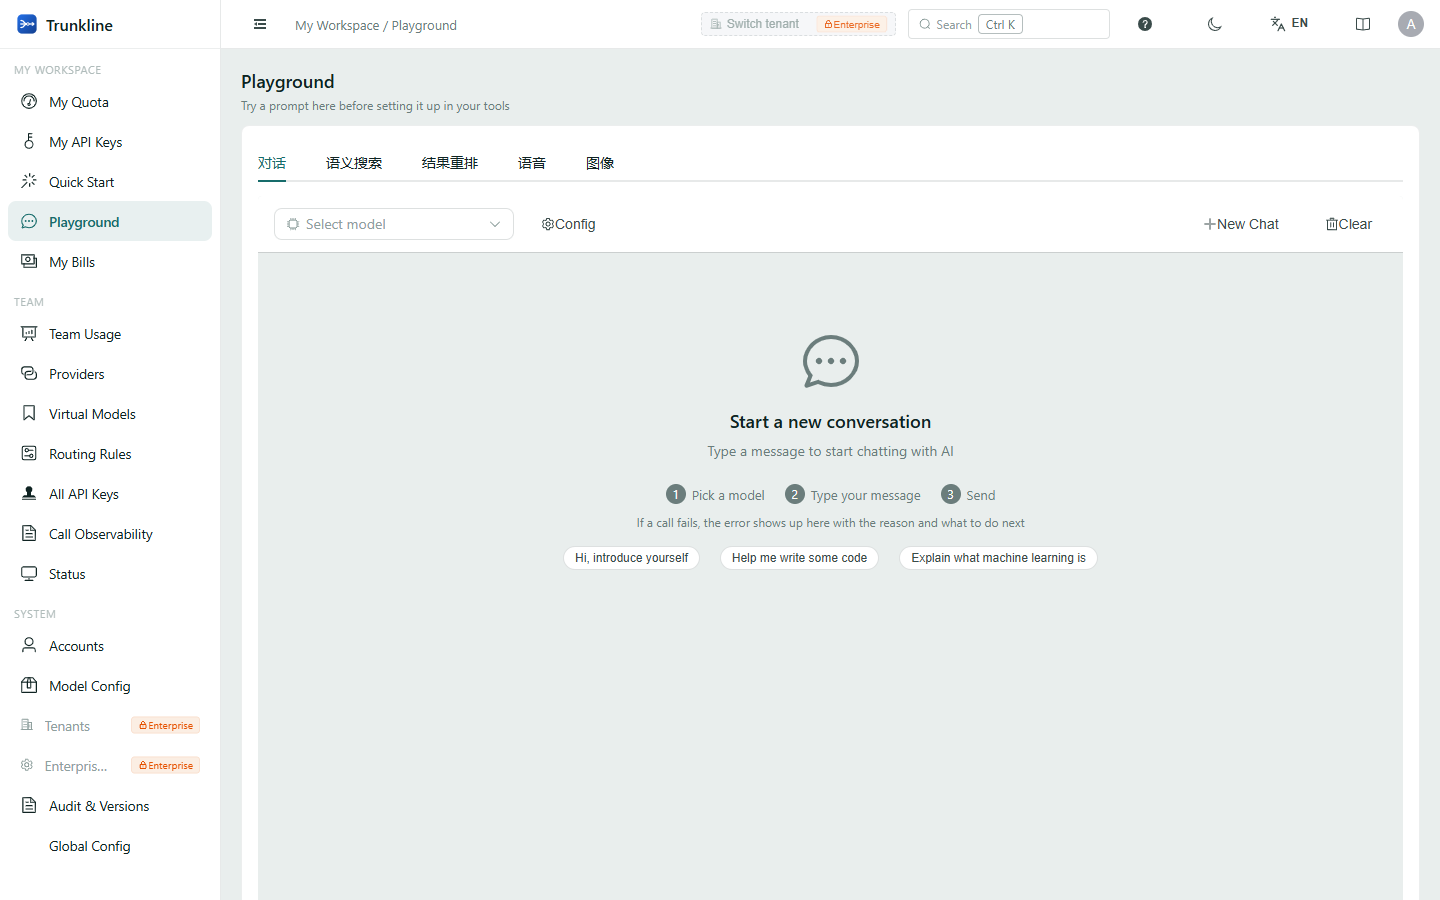 Trunkline
My Workspace / Playground
Switch tenant
Enterprise
Search
Ctrl K
EN
A
MY WORKSPACE
My Quota
My API Keys
Quick Start
Playground
My Bills
TEAM
Team Usage
Providers
Virtual Models
Routing Rules
All API Keys
Call Observability
Status
SYSTEM
Accounts
Model Config
Tenants
Enterprise
Enterpris...
Enterprise
Audit & Versions
Global Config
Playground
Try a prompt here before setting it up in your tools
对话
语义搜索
结果重排
语音
图像
Select model
Config
New Chat
Clear
Start a new conversation
Type a message to start chatting with AI
1 Pick a model
2 Type your message
3 Send
If a call fails, the error shows up here with the reason and what to do next
Hi, introduce yourself
Help me write some code
Explain what machine learning is